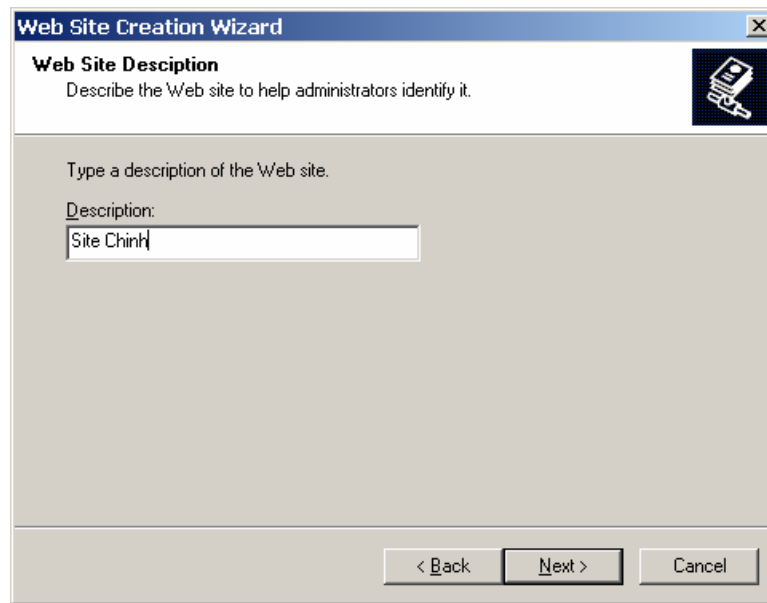 Web Site Creation Wizard
Web Site Desciption
Describe the Web site to help administrators identify it.
Type a description of the Web site.
Description:
Site Chinh
< Back
Next >
Cancel